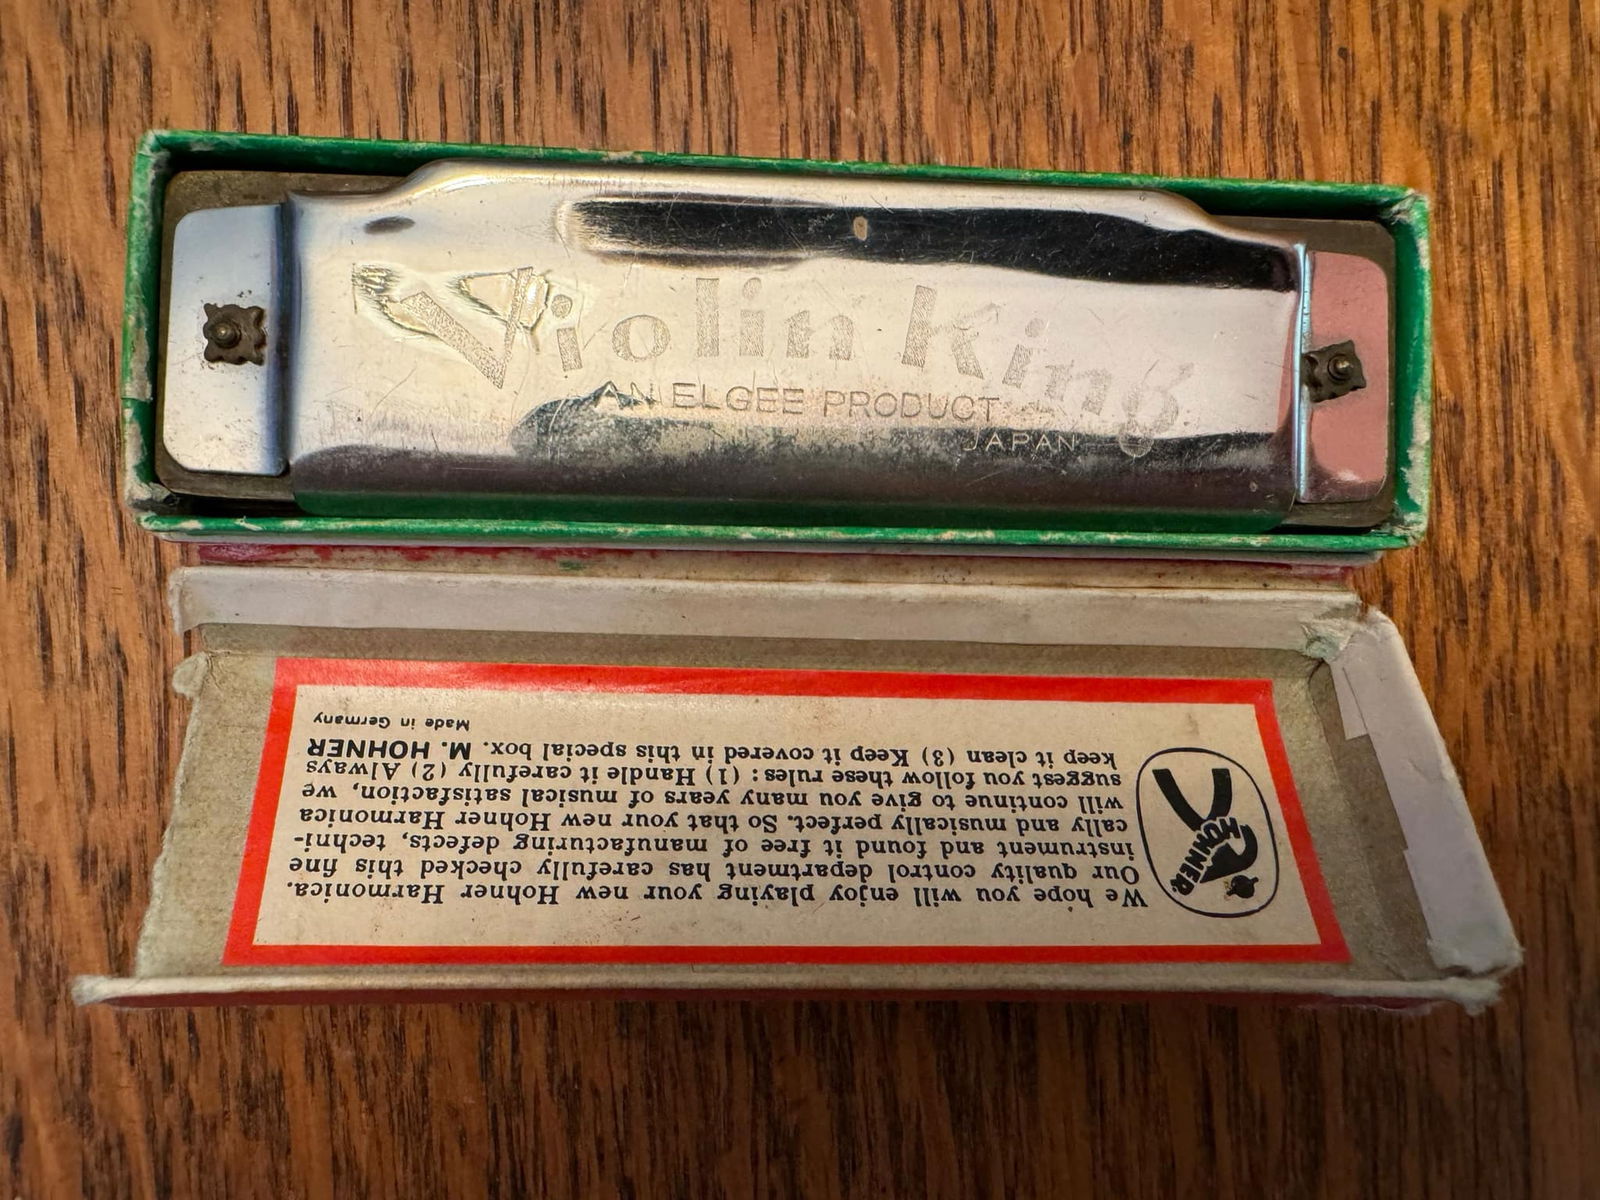 Violin King
AN ELGEE PRODUCT
JAPAN
HOHNER
We hope you will enjoy playing your new Hohner Harmonica.
Our quality control department has carefully checked this fine
instrument and found it free of manufacturing defects, techni-
cally and musically perfect. So that your new Hohner Harmonica
will continue to give you many years of musical satisfaction, we
suggest you follow these rules: (1) Handle it carefully (2) Always
keep it clean (3) Keep it covered in this special box. M. HOHNER
Made in Germany